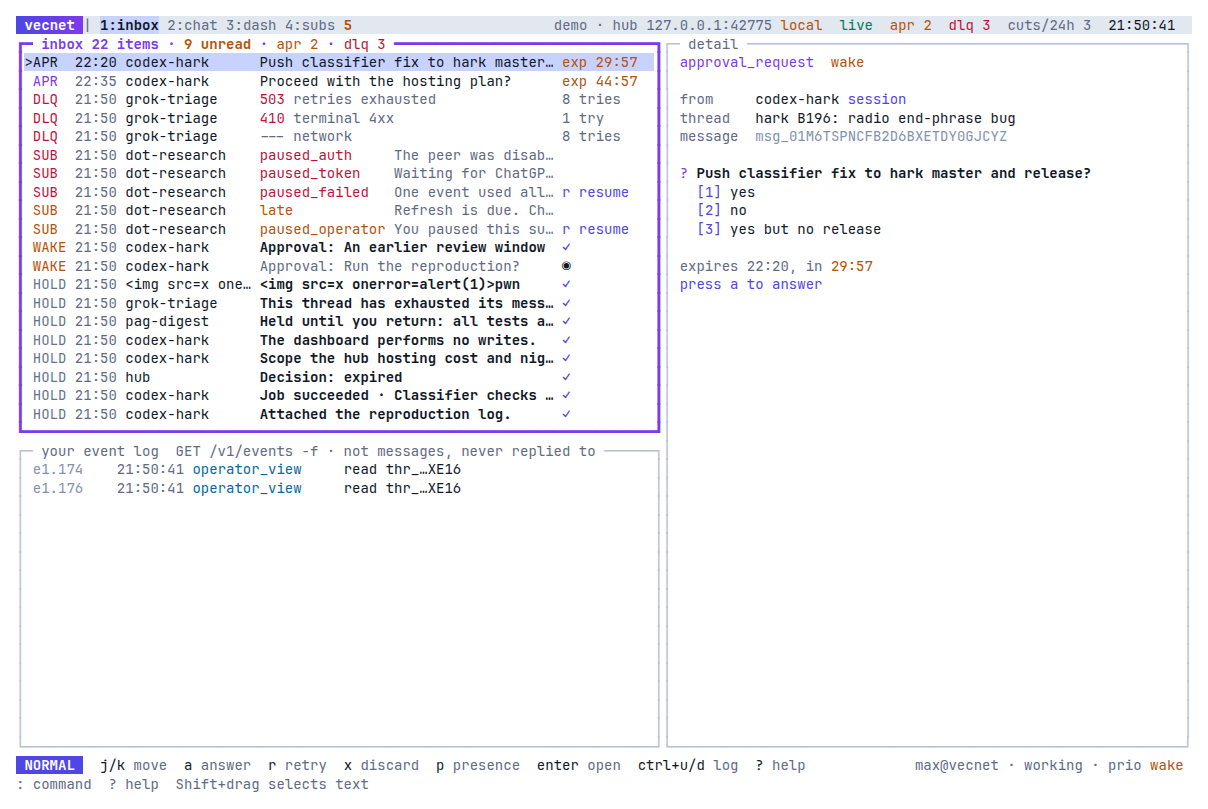 vecnet | 1:inbox 2:chat 3:dash 4:subs 5 demo · hub 127.0.0.1:42775 local live apr 2 dlq 3 cuts/24h 3 21:50:41
inbox 22 items · 9 unread · apr 2 · dlq 3
>APR 22:20 codex-hark Push classifier fix to hark master… exp 29:57
APR 22:35 codex-hark Proceed with the hosting plan? exp 44:57
DLQ 21:50 grok-triage 503 retries exhausted 8 tries
DLQ 21:50 grok-triage 410 terminal 4xx 1 try
DLQ 21:50 grok-triage --- network 8 tries
SUB 21:50 dot-research paused_auth The peer was disab…
SUB 21:50 dot-research paused_token Waiting for ChatGP…
SUB 21:50 dot-research paused_failed One event used all… r resume
SUB 21:50 dot-research late Refresh is due. Ch…
SUB 21:50 dot-research paused_operator You paused this su… r resume
WAKE 21:50 codex-hark Approval: An earlier review window ✓
WAKE 21:50 codex-hark Approval: Run the reproduction? ◉
HOLD 21:50 <img src=x one… <img src=x onerror=alert(1)>pwn ✓
HOLD 21:50 grok-triage This thread has exhausted its mess… ✓
HOLD 21:50 pag-digest Held until you return: all tests a… ✓
HOLD 21:50 codex-hark The dashboard performs no writes. ✓
HOLD 21:50 codex-hark Scope the hub hosting cost and nig… ✓
HOLD 21:50 hub Decision: expired ✓
HOLD 21:50 codex-hark Job succeeded · Classifier checks … ✓
HOLD 21:50 codex-hark Attached the reproduction log. ✓
your event log GET /v1/events -f · not messages, never replied to
e1.174 21:50:41 operator_view read thr_…XE16
e1.176 21:50:41 operator_view read thr_…XE16
detail
approval_request wake
from codex-hark session
thread hark B196: radio end-phrase bug
message msg_01M6TSPNCFB2D6BXETDY0GJCYZ
? Push classifier fix to hark master and release?
[1] yes
[2] no
[3] yes but no release
expires 22:20, in 29:57
press a to answer
NORMAL j/k move a answer r retry x discard p presence enter open ctrl+u/d log ? help max@vecnet · working · prio wake
: command ? help Shift+drag selects text